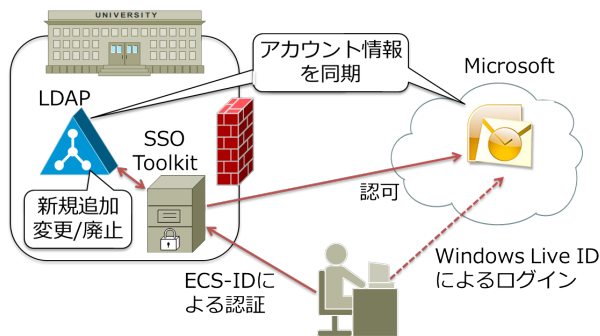 UNIVERSITY
アカウント情報
を同期
Microsoft
LDAP
SSO
Toolkit
新規追加
変更/廃止
認可
ECS-IDに
よる認証
Windows Live ID
によるログイン